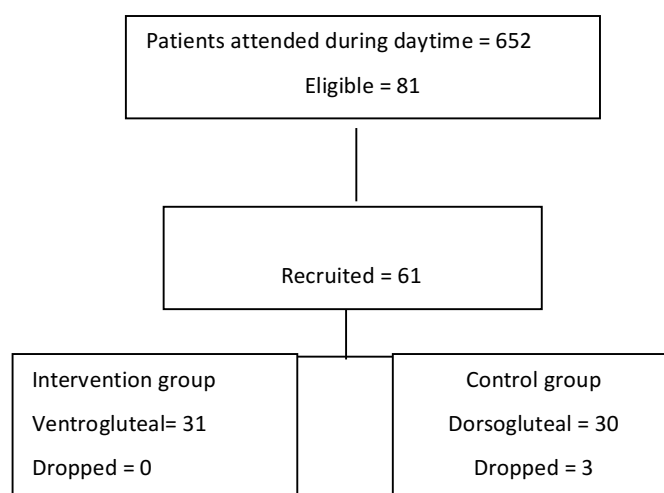 Patients attended during daytime = 652
Eligible = 81
Recruited = 61
Intervention group
Ventrogluteal= 31
Dropped = 0
Control group
Dorsogluteal = 30
Dropped = 3